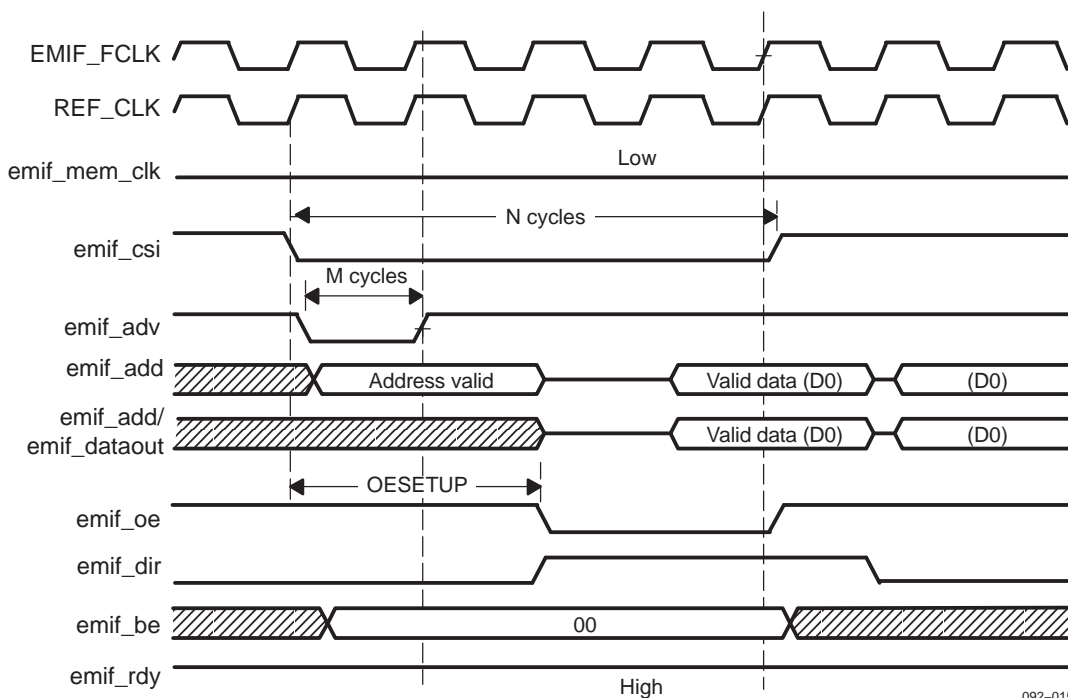 EMIF_FCLK
REF_CLK
emif_mem_clk
Low
N cycles
emif_csi
M cycles
emif_adv
emif_add
Address valid
Valid data (D0)
(D0)
emif_add/
emif_dataout
Valid data (D0)
(D0)
OESETUP
emif_oe
emif_dir
emif_be
00
emif_rdy
High